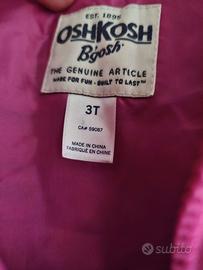 EST. 1895
OSHKOSH
B'gosh
THE GENUINE ARTICLE
MADE FOR FUN - BUILT TO LAST™
3T
CA# 59087
MADE IN CHINA
FABRIQUÉ EN CHINE
subito